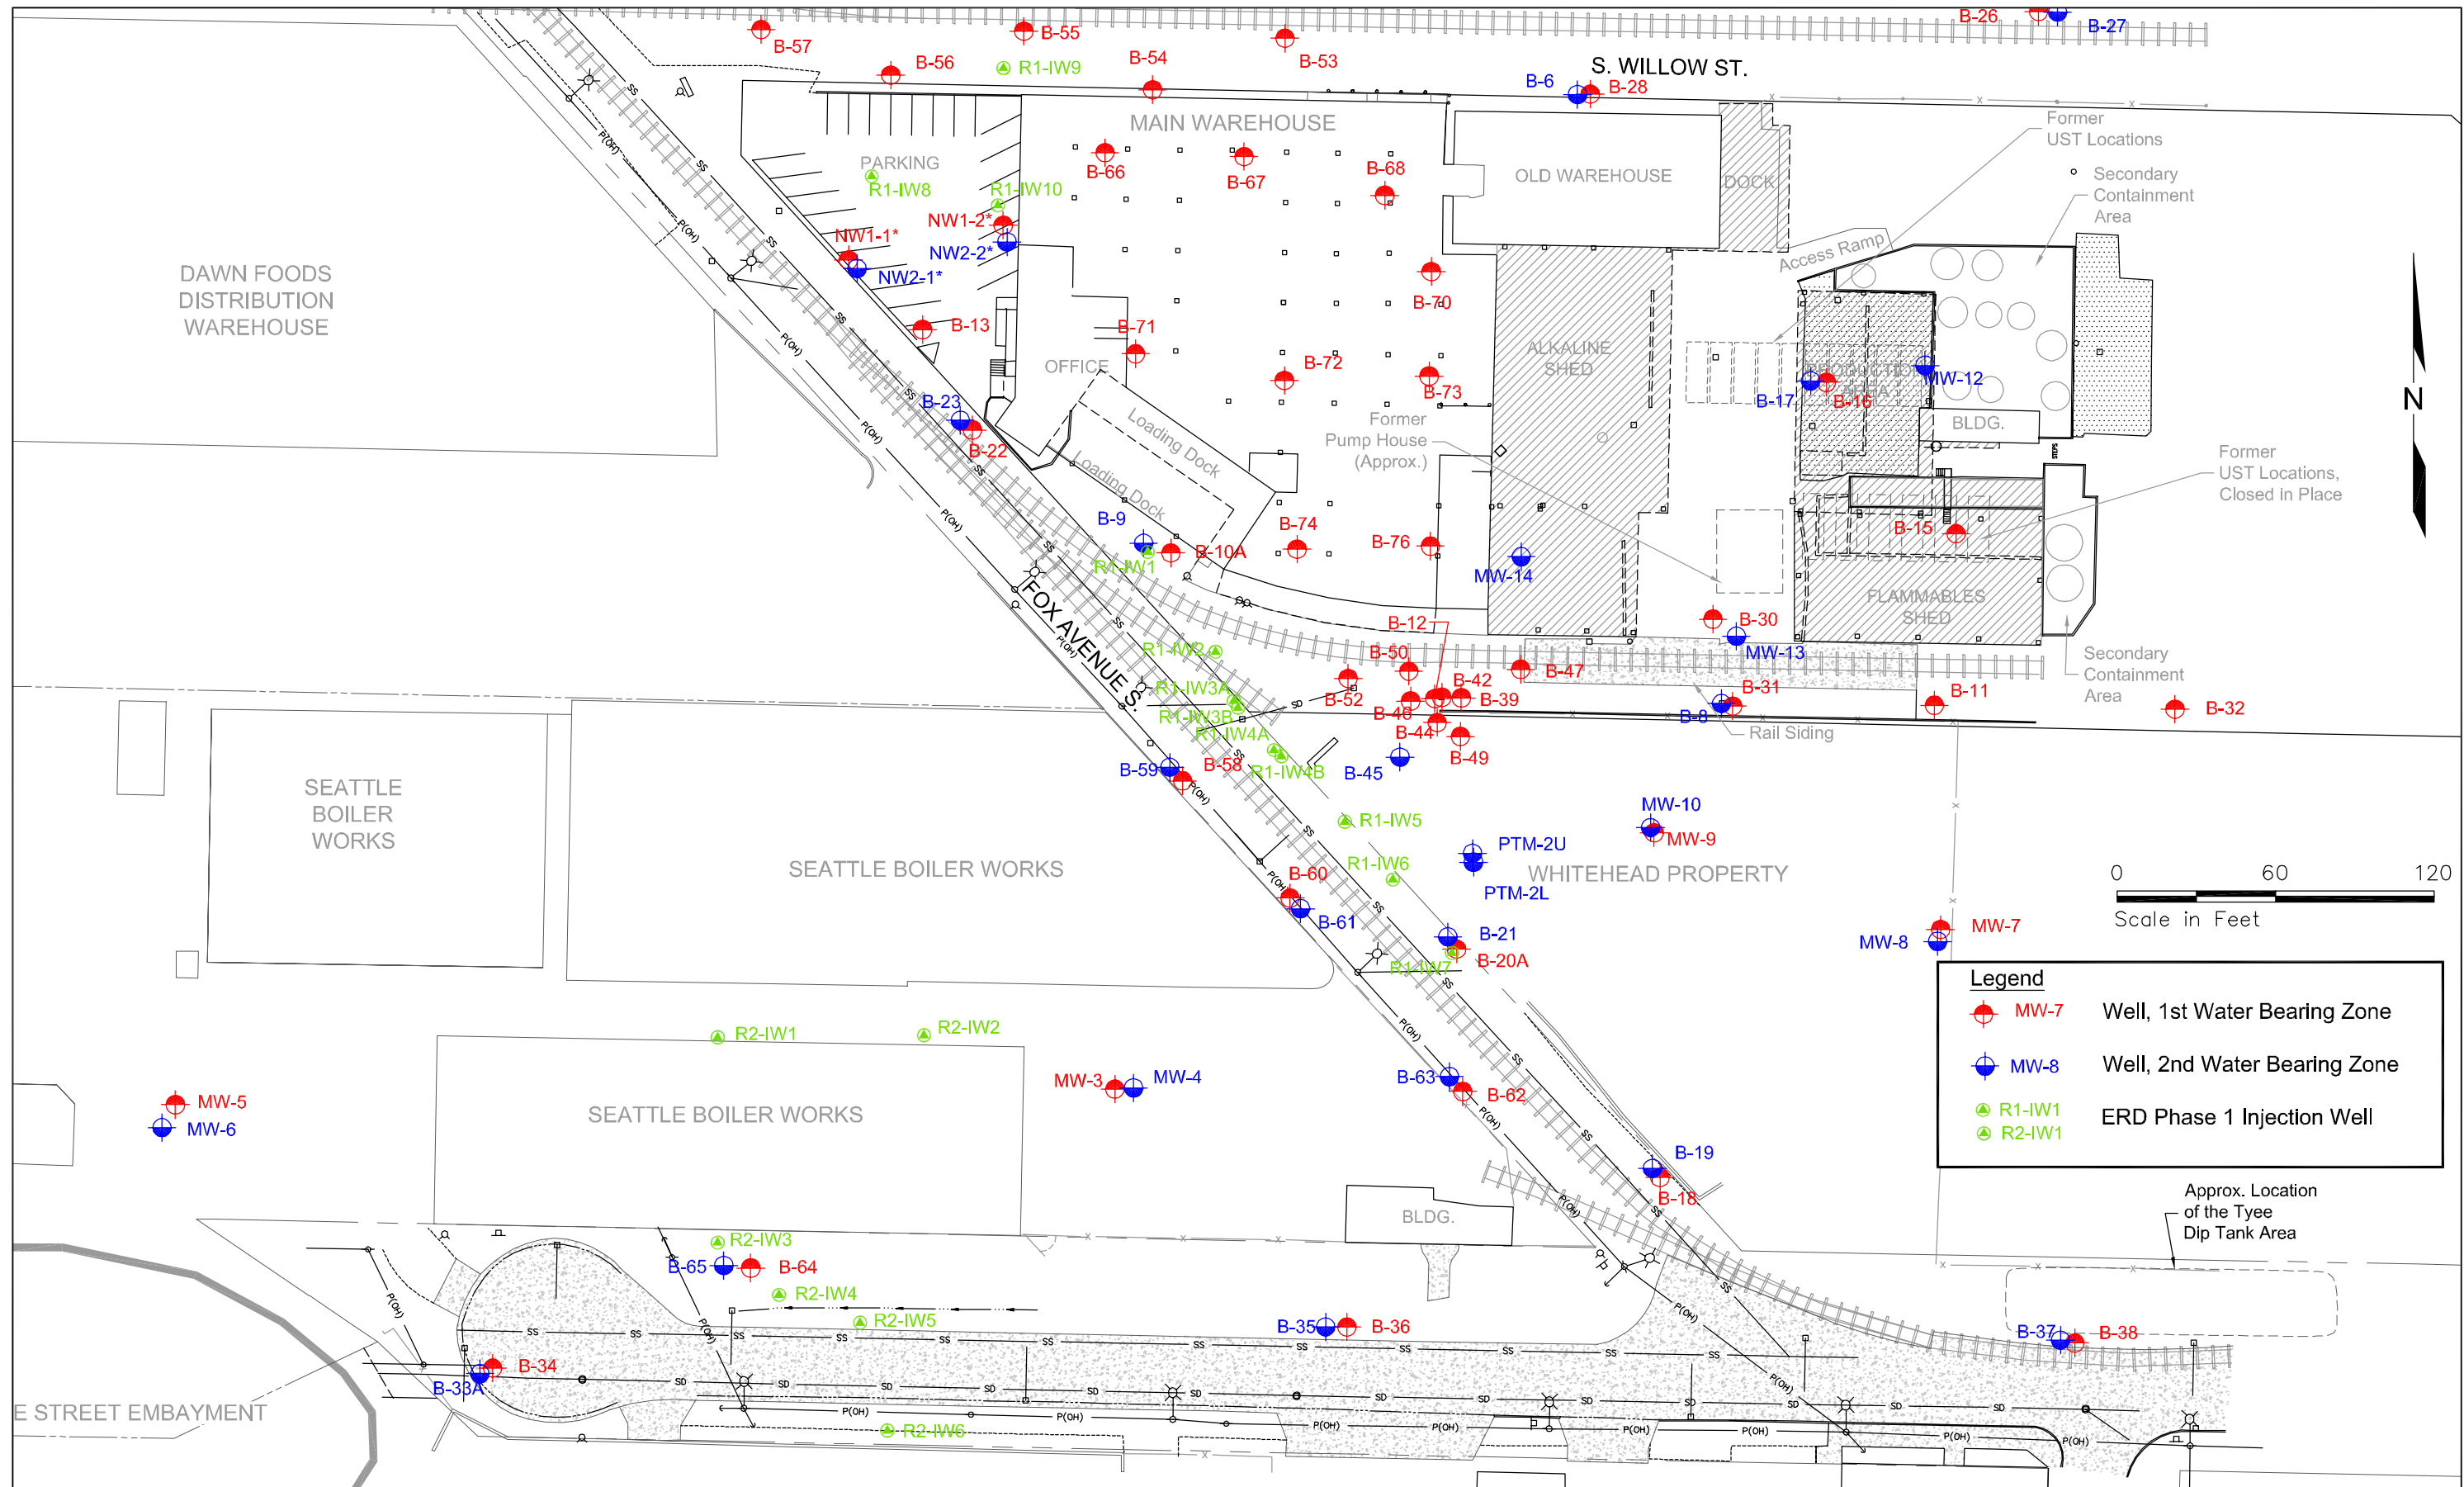 B-26
B-27
B-57
B-55
B-56
R1-IW9
B-54
B-53
S. WILLOW ST.
B-6
B-28
Former
UST Locations
MAIN WAREHOUSE
PARKING
R1-IW8
R1-IW10
B-66
B-67
B-68
OLD WAREHOUSE
DOCK
Secondary
Containment
Area
NW1-2*
NW1-1*
NW2-2*
NW2-1*
Access Ramp
DAWN FOODS
DISTRIBUTION
WAREHOUSE
B-13
B-71
B-70
OFFICE
B-72
B-73
ALKALINE
SHED
PRODUCTION
AREA
MW-12
B-17
B-16
BLDG.
STEPS
N
B-23
B-22
Loading Dock
Loading Dock
Former
Pump House
(Approx.)
Former
UST Locations,
Closed in Place
B-9
B-10A
R1-IW1
B-74
B-76
MW-14
B-15
FLAMMABLES
SHED
FOX AVENUE S.
B-12
B-30
MW-13
R1-IW2
B-50
B-47
Secondary
Containment
Area
R1-IW3A
R1-IW3B
B-52
B-42
B-39
B-46
B-31
B-8
B-11
B-32
R1-IW4A
B-44
B-49
Rail Siding
R1-IW4B
B-45
B-59
B-58
SEATTLE
BOILER
WORKS
MW-10
MW-9
R1-IW5
PTM-2U
PTM-2L
R1-IW6
SEATTLE BOILER WORKS
WHITEHEAD PROPERTY
0 60 120
Scale in Feet
B-60
B-61
B-21
B-20A
R1-IW7
MW-7
MW-8
Legend
MW-7 Well, 1st Water Bearing Zone
MW-8 Well, 2nd Water Bearing Zone
R1-IW1
R2-IW1
ERD Phase 1 Injection Well
R2-IW1
R2-IW2
MW-3
MW-4
B-63
B-62
MW-5
MW-6
SEATTLE BOILER WORKS
B-19
B-18
Approx. Location
of the Tyee
Dip Tank Area
BLDG.
R2-IW3
B-65
B-64
R2-IW4
R2-IW5
B-35
B-36
B-37
B-38
B-34
B-33A
E STREET EMBAYMENT
R2-IW6
P(OH)
SS
SD